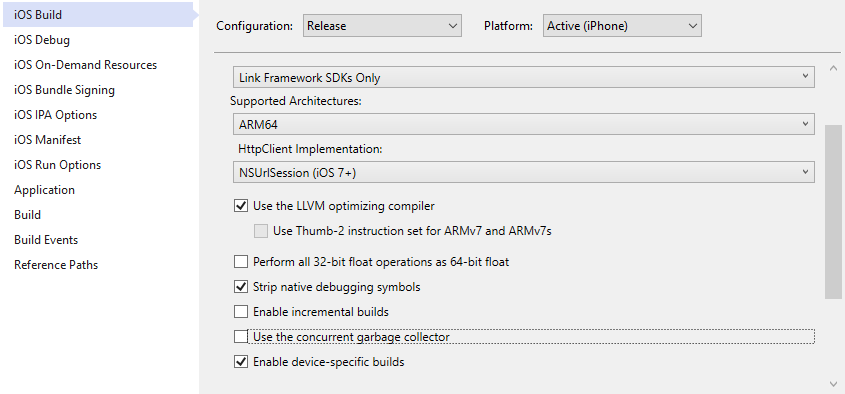 iOS Build
iOS Debug
iOS On-Demand Resources
iOS Bundle Signing
iOS IPA Options
iOS Manifest
iOS Run Options
Application
Build
Build Events
Reference Paths
Configuration: Release Platform: Active (iPhone)
Link Framework SDKs Only
Supported Architectures:
ARM64
HttpClient Implementation:
NSUrlSession (iOS 7+)
Use the LLVM optimizing compiler
Use Thumb-2 instruction set for ARMv7 and ARMv7s
Perform all 32-bit float operations as 64-bit float
Strip native debugging symbols
Enable incremental builds
Use the concurrent garbage collector
Enable device-specific builds